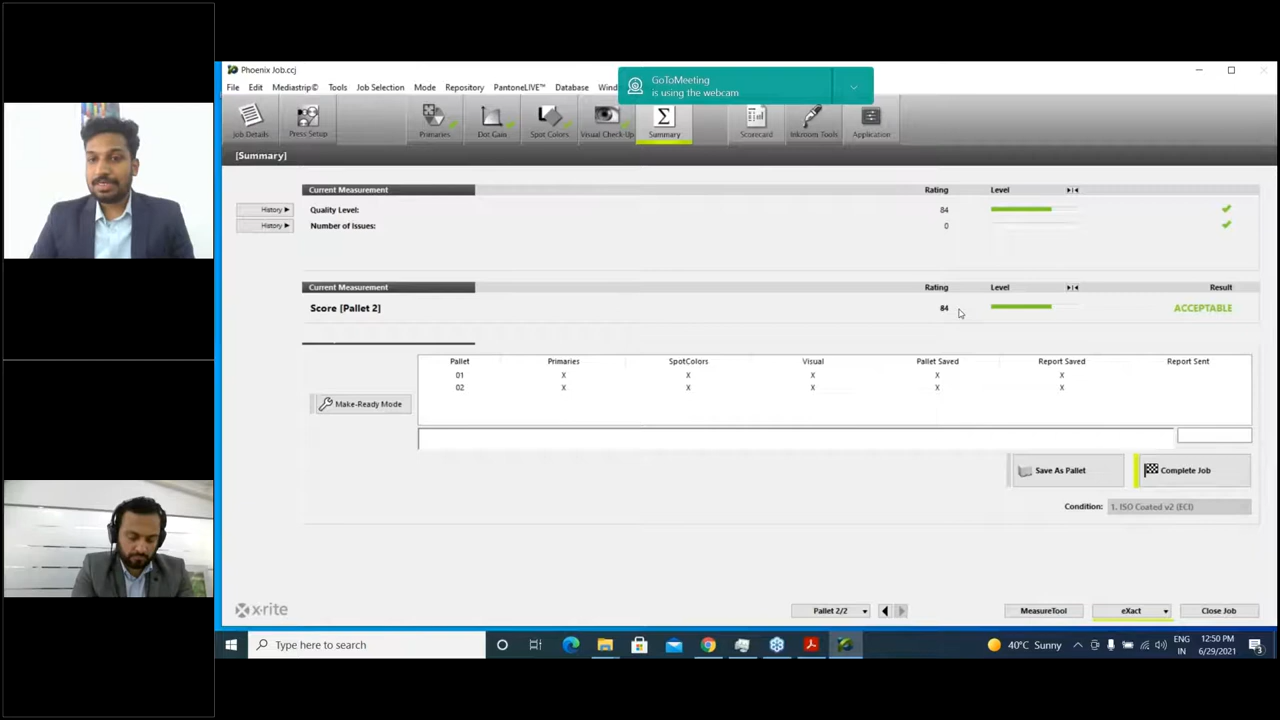 Phoenix Job.ccj
GoToMeeting
is using the webcam
File Edit Mediastrip© Tools Job Selection Mode Repository PantoneLIVE™ Database
Job Details Press Setup Primaries Dot Gain Spot Colors Visual Check-Up Summary Scorecard Inkroom Tools Application
[Summary]
Current Measurement Rating Level
History Quality Level: 84
History Number of Issues: 0
Current Measurement Rating Level Result
Score [Pallet 2] 84 ACCEPTABLE
Pallet Primaries SpotColors Visual Pallet Saved Report Saved Report Sent
01 X X X X X
02 X X X X X
Make-Ready Mode
Save As Pallet Complete Job
Condition: 1. ISO Coated v2 (ECI)
x-rite Pallet 2/2 MeasureTool eXact Close Job
Type here to search 40°C Sunny ENG 12:50 PM
IN 6/29/2021 3